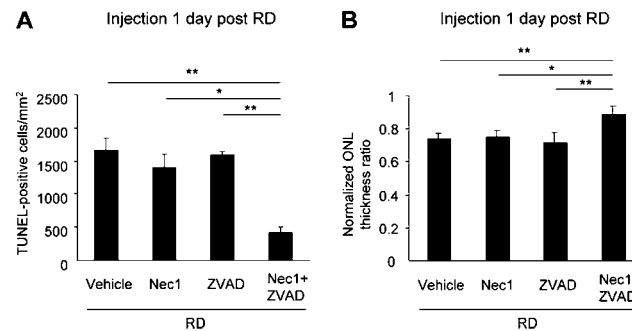 A
Injection 1 day post RD
**
*
**
TUNEL-positive cells/mm²
2500
2000
1500
1000
500
0
Vehicle
Nec1
ZVAD
Nec1+
ZVAD
RD
B
Injection 1 day post RD
**
*
**
Normalized ONL
thickness ratio
1
0.8
0.6
0.4
0.2
0
Vehicle
Nec1
ZVAD
Nec1
ZVAD
RD